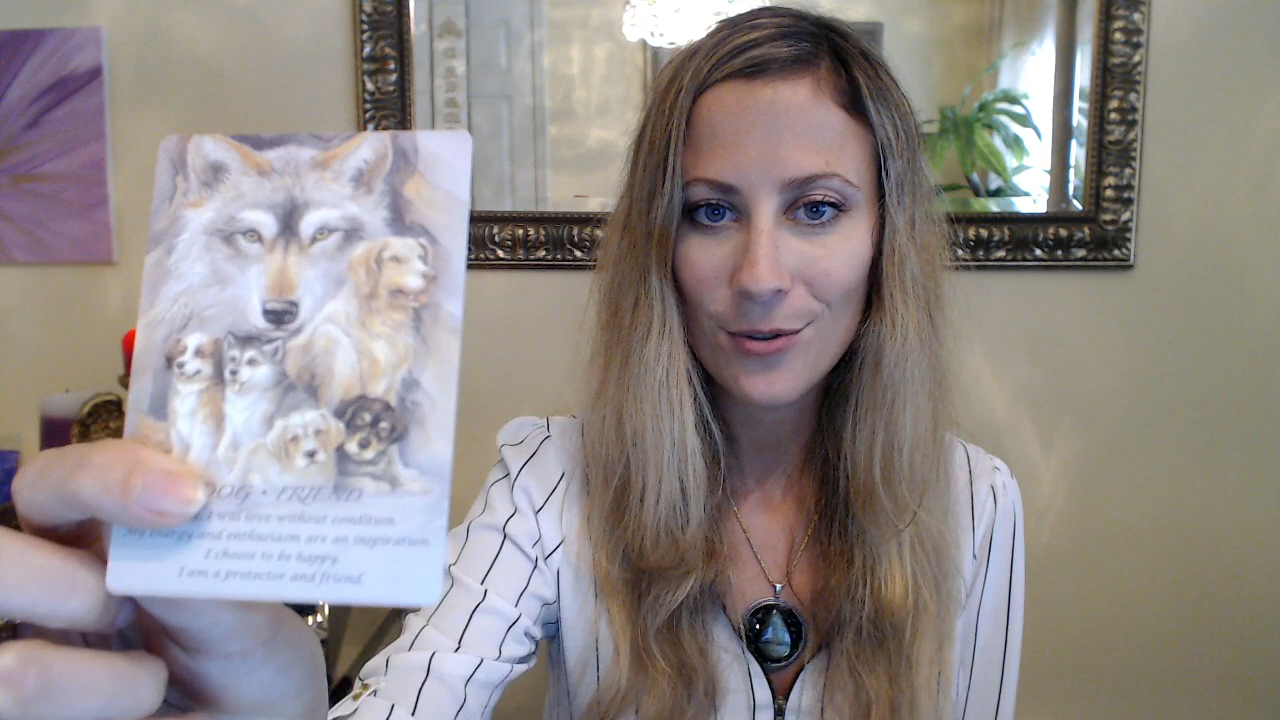 DOG • FRIEND
I will love without condition.
My energy and enthusiasm are an inspiration.
I choose to be happy.
I am a protector and friend.